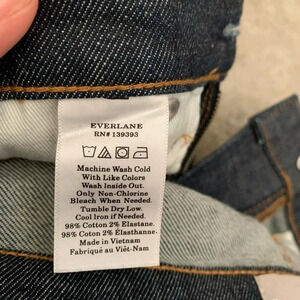 EVERLANE
RN# 139393
Machine Wash Cold
With Like Colors
Wash Inside Out.
Only Non-Chlorine
Bleach When Needed.
Tumble Dry Low.
Cool Iron if Needed.
98% Cotton 2% Elastane.
98% Cotton 2% Elasthanne.
Made in Vietnam
Fabriqué au Viêt-Nam